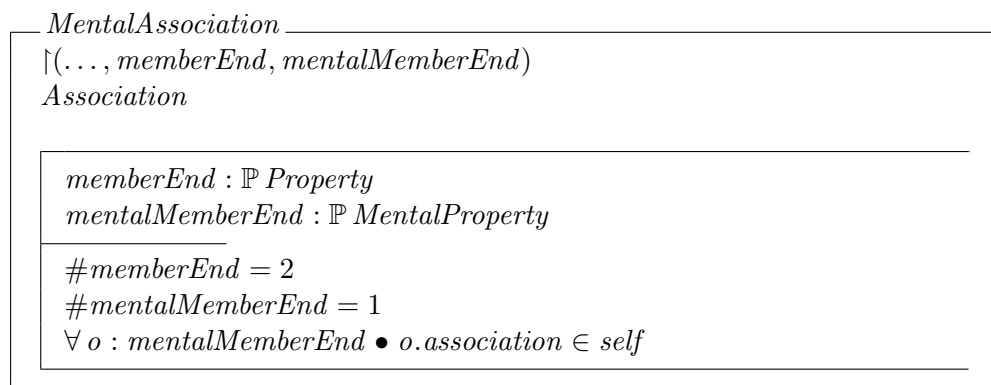 MentalAssociation
↾(…, memberEnd, mentalMemberEnd)
Association
memberEnd : ℙ Property
mentalMemberEnd : ℙ MentalProperty
#memberEnd = 2
#mentalMemberEnd = 1
∀ o : mentalMemberEnd • o.association ∈ self